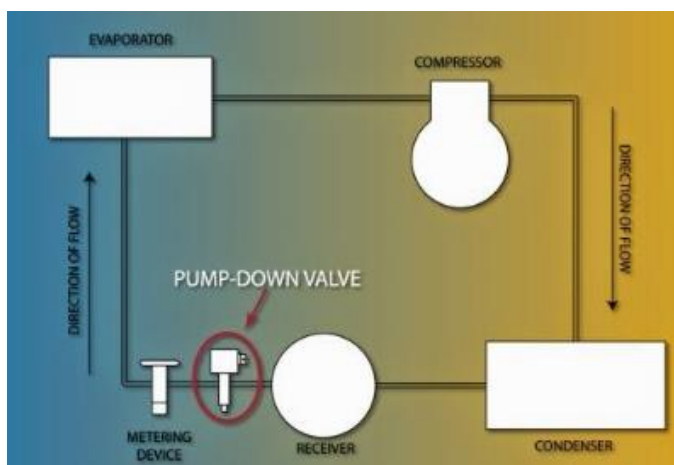 EVAPORATOR
COMPRESSOR
DIRECTION OF FLOW
DIRECTION OF FLOW
PUMP-DOWN VALVE
METERING
DEVICE
RECEIVER
CONDENSER